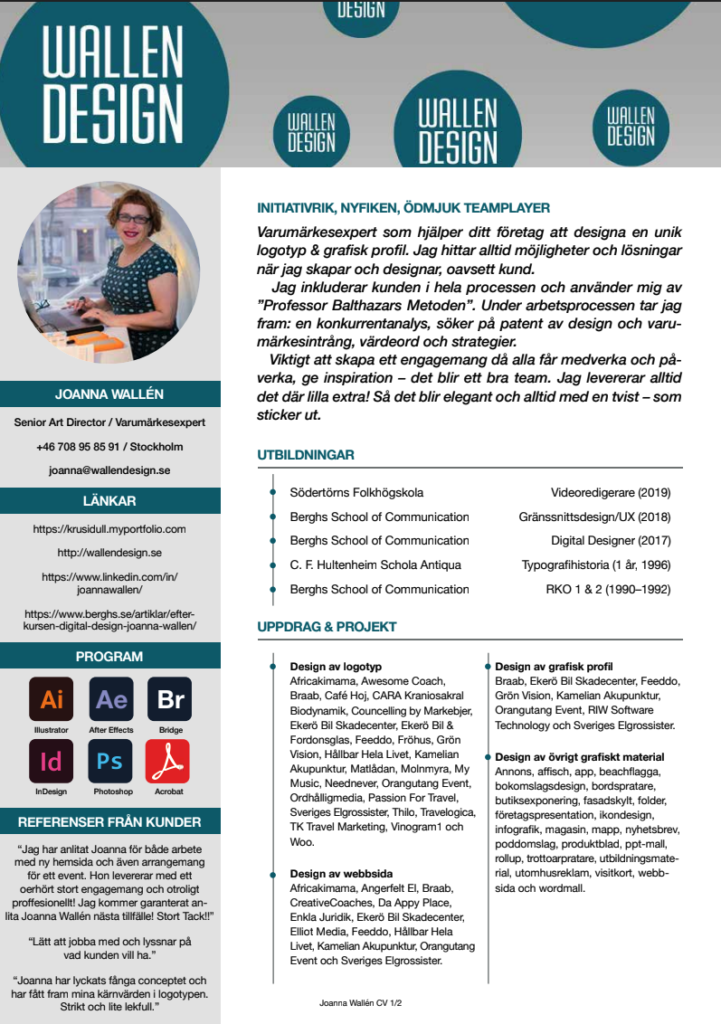 WALLEN
DESIGN
DESIGN
WALLEN
DESIGN
WALLEN
DESIGN
WALLEN
DESIGN
JOANNA WALLÉN
Senior Art Director / Varumärkesexpert
+46 708 95 85 91 / Stockholm
joanna@wallendesign.se
LÄNKAR
https://krusidull.myportfolio.com
http://wallendesign.se
https://www.linkedin.com/in/
joannawallen/
https://www.berghs.se/artiklar/efter-
kursen-digital-design-joanna-wallen/
PROGRAM
Ai
Ae
Br
Illustrator
After Effects
Bridge
Id
Ps
InDesign
Photoshop
Acrobat
REFERENSER FRÅN KUNDER
“Jag har anlitat Joanna för både arbete
med ny hemsida och även arrangemang
för ett event. Hon levererar med ett
oerhört stort engagemang och otroligt
proffesionellt! Jag kommer garanterat an-
lita Joanna Wallén nästa tillfälle! Stort Tack!!”
“Lätt att jobba med och lyssnar på
vad kunden vill ha.”
“Joanna har lyckats fånga conceptet och
har fått fram mina kärnvärden i logotypen.
Strikt och lite lekfull.”
INITIATIVRIK, NYFIKEN, ÖDMJUK TEAMPLAYER
Varumärkesexpert som hjälper ditt företag att designa en unik
logotyp & grafisk profil. Jag hittar alltid möjligheter och lösningar
när jag skapar och designar, oavsett kund.
Jag inkluderar kunden i hela processen och använder mig av
”Professor Balthazars Metoden”. Under arbetsprocessen tar jag
fram: en konkurrentanalys, söker på patent av design och varu-
märkesintrång, värdeord och strategier.
Viktigt att skapa ett engagemang då alla får medverka och på-
verka, ge inspiration – det blir ett bra team. Jag levererar alltid
det där lilla extra! Så det blir elegant och alltid med en tvist – som
sticker ut.
UTBILDNINGAR
Södertörns Folkhögskola Videoredigerare (2019)
Berghs School of Communication Gränssnittsdesign/UX (2018)
Berghs School of Communication Digital Designer (2017)
C. F. Hultenheim Schola Antiqua Typografihistoria (1 år, 1996)
Berghs School of Communication RKO 1 & 2 (1990–1992)
UPPDRAG & PROJEKT
Design av logotyp
Africakimama, Awesome Coach,
Braab, Café Hoj, CARA Kraniosakral
Biodynamik, Councelling by Markebjer,
Ekerö Bil Skadecenter, Ekerö Bil &
Fordonsglas, Feeddo, Fröhus, Grön
Vision, Hållbar Hela Livet, Kamelian
Akupunktur, Matlådan, Molnmyra, My
Music, Neednever, Orangutang Event,
Ordhålligmedia, Passion For Travel,
Sveriges Elgrossister, Thilo, Travelogica,
TK Travel Marketing, Vinogram1 och
Woo.
Design av webbsida
Africakimama, Angerfelt El, Braab,
CreativeCoaches, Da Appy Place,
Enkla Juridik, Ekerö Bil Skadecenter,
Elliot Media, Feeddo, Hållbar Hela
Livet, Kamelian Akupunktur, Orangutang
Event och Sveriges Elgrossister.
Design av grafisk profil
Braab, Ekerö Bil Skadecenter, Feeddo,
Grön Vision, Kamelian Akupunktur,
Orangutang Event, RIW Software
Technology och Sveriges Elgrossister.
Design av övrigt grafiskt material
Annons, affisch, app, beachflagga,
bokomslagsdesign, bordspratare,
butiksexponering, fasadskylt, folder,
företagspresentation, ikondesign,
infografik, magasin, mapp, nyhetsbrev,
poddomslag, produktblad, ppt-mall,
rollup, trottoarpratare, utbildningsmate-
rial, utomhusreklam, visitkort, webb-
sida och wordmall.
Joanna Wallén CV 1/2